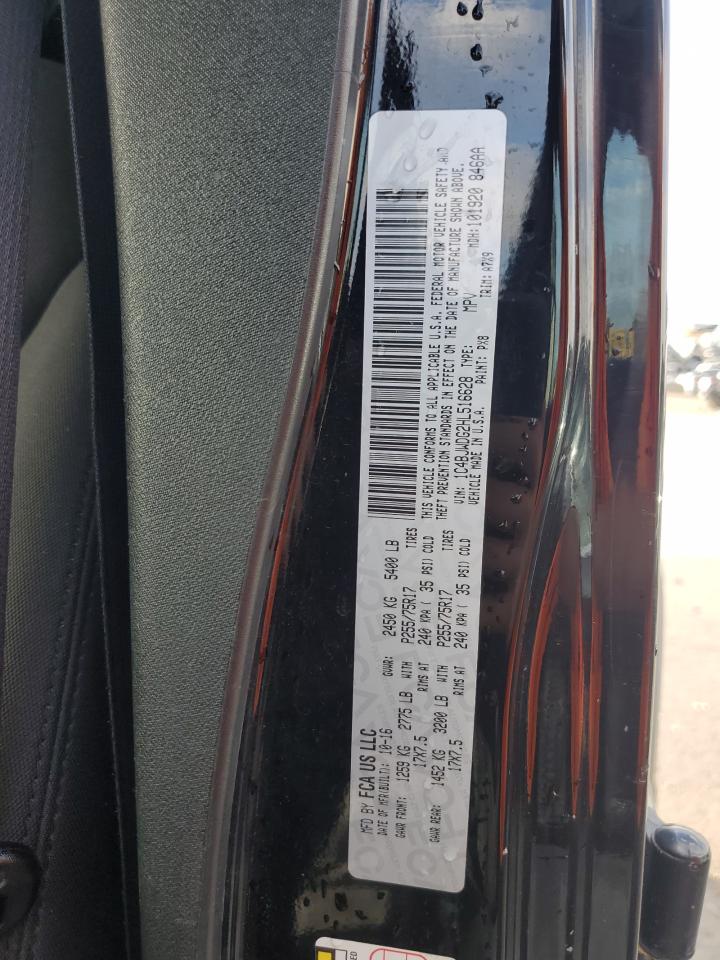 MFD BY FCA US LLC
DATE OF MFR(BUILT): 10-16 GVWR: 2450 KG 5400 LB
GAWR FRONT: 1259 KG 2775 LB WITH P255/75R17 TIRES
17X7.5 RIMS AT 240 KPA ( 35 PSI) COLD
GAWR REAR: 1452 KG 3200 LB WITH P255/75R17 TIRES
17X7.5 RIMS AT 240 KPA ( 35 PSI) COLD
THIS VEHICLE CONFORMS TO ALL APPLICABLE U.S.A. FEDERAL MOTOR VEHICLE SAFETY AND
THEFT PREVENTION STANDARDS IN EFFECT ON THE DATE OF MANUFACTURE SHOWN ABOVE.
VIN: 1C4BJWDG2HL516628 TYPE: MPV MDH:101920 846AA
VEHICLE MADE IN U.S.A. PAINT: PX8 TRIM: A7X9